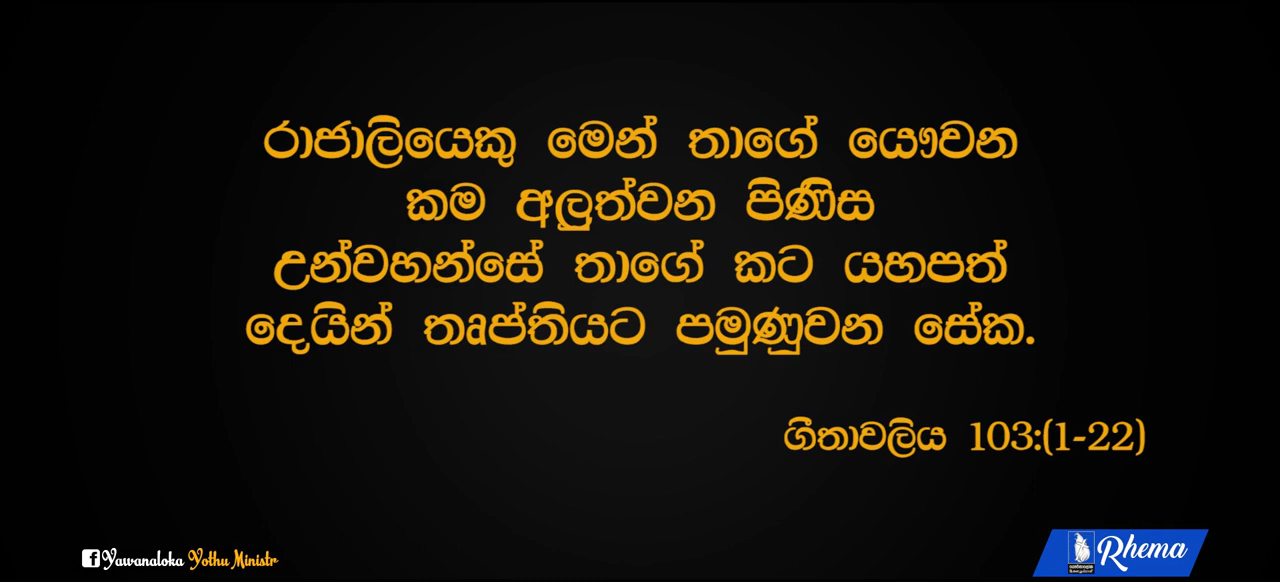 රාජාලියෙකු මෙන් තාගේ යෞවන
කම අලුත්වන පිණිස
උන්වහන්සේ තාගේ කට යහපත්
දෙයින් තෘප්තියට පමුණුවන සේක.
ගීතාවලිය 103:(1-22)
Yawanaloka Yothu Ministr
Rhema